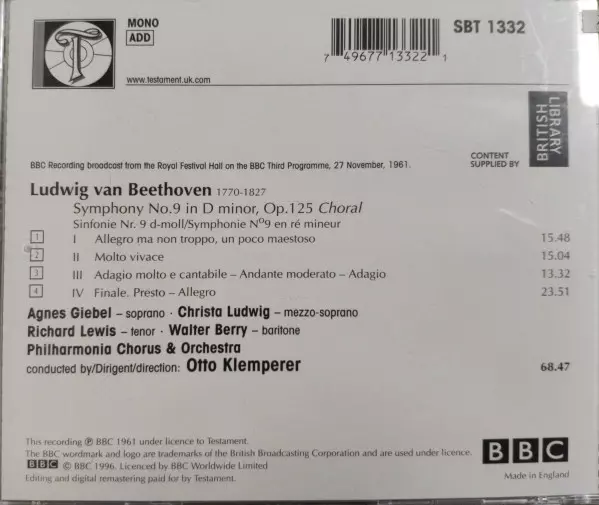 MONO
ADD
SBT 1332
7 49677 13322 1
www.testament.uk.com
T
BRITISH
LIBRARY
CONTENT
SUPPLIED BY
BBC Recording broadcast from the Royal Festival Hall on the BBC Third Programme, 27 November, 1961.
Ludwig van Beethoven 1770-1827
Symphony No.9 in D minor, Op.125 Choral
Sinfonie Nr. 9 d-moll/Symphonie Nº9 en ré mineur
1 I Allegro ma non troppo, un poco maestoso 15.48
2 II Molto vivace 15.04
3 III Adagio molto e cantabile – Andante moderato – Adagio 13.32
4 IV Finale. Presto – Allegro 23.51
Agnes Giebel – soprano · Christa Ludwig – mezzo-soprano
Richard Lewis – tenor · Walter Berry – baritone
Philharmonia Chorus & Orchestra
conducted by/Dirigent/direction: Otto Klemperer 68.47
This recording ℗ BBC 1961 under licence to Testament.
The BBC wordmark and logo are trademarks of the British Broadcasting Corporation and are used under licence.
BBC © BBC 1996. Licenced by BBC Worldwide Limited
Editing and digital remastering paid for by Testament.
BBC
Made in England